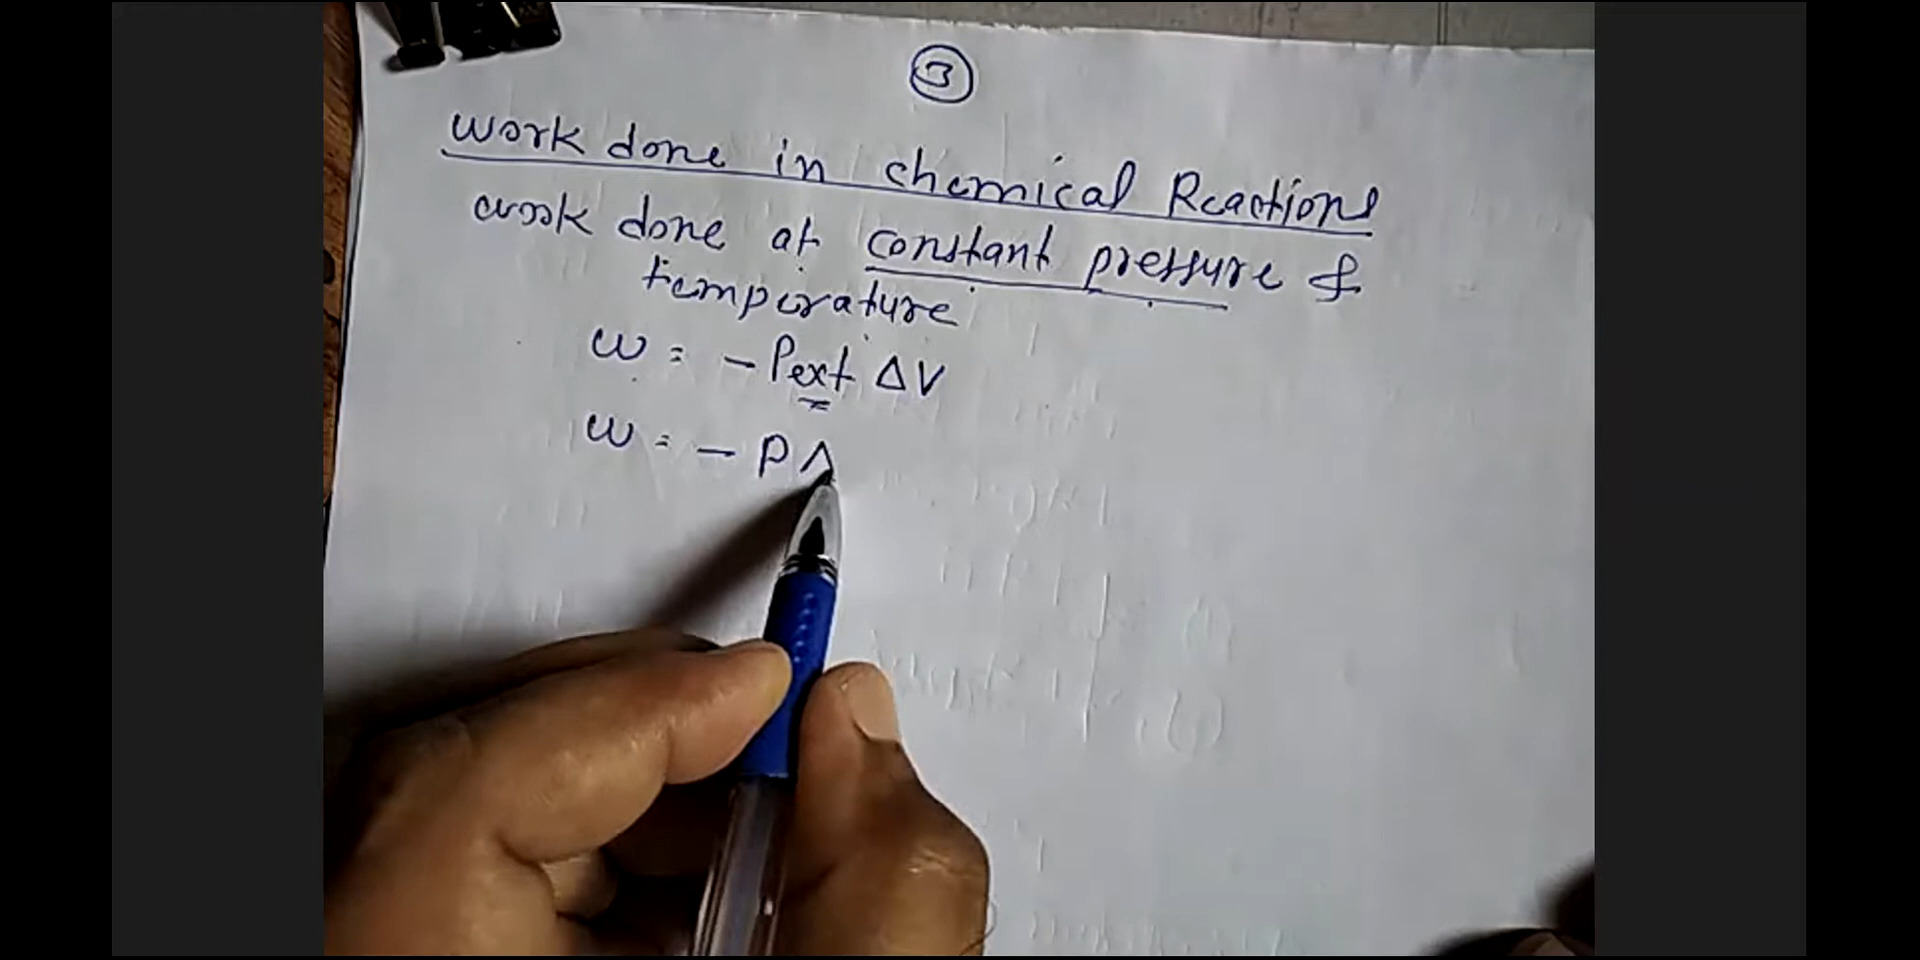 3
Work done in chemical Reactions
work done at constant pressure &
temperature
W = - Pext ΔV
W = - P Δ